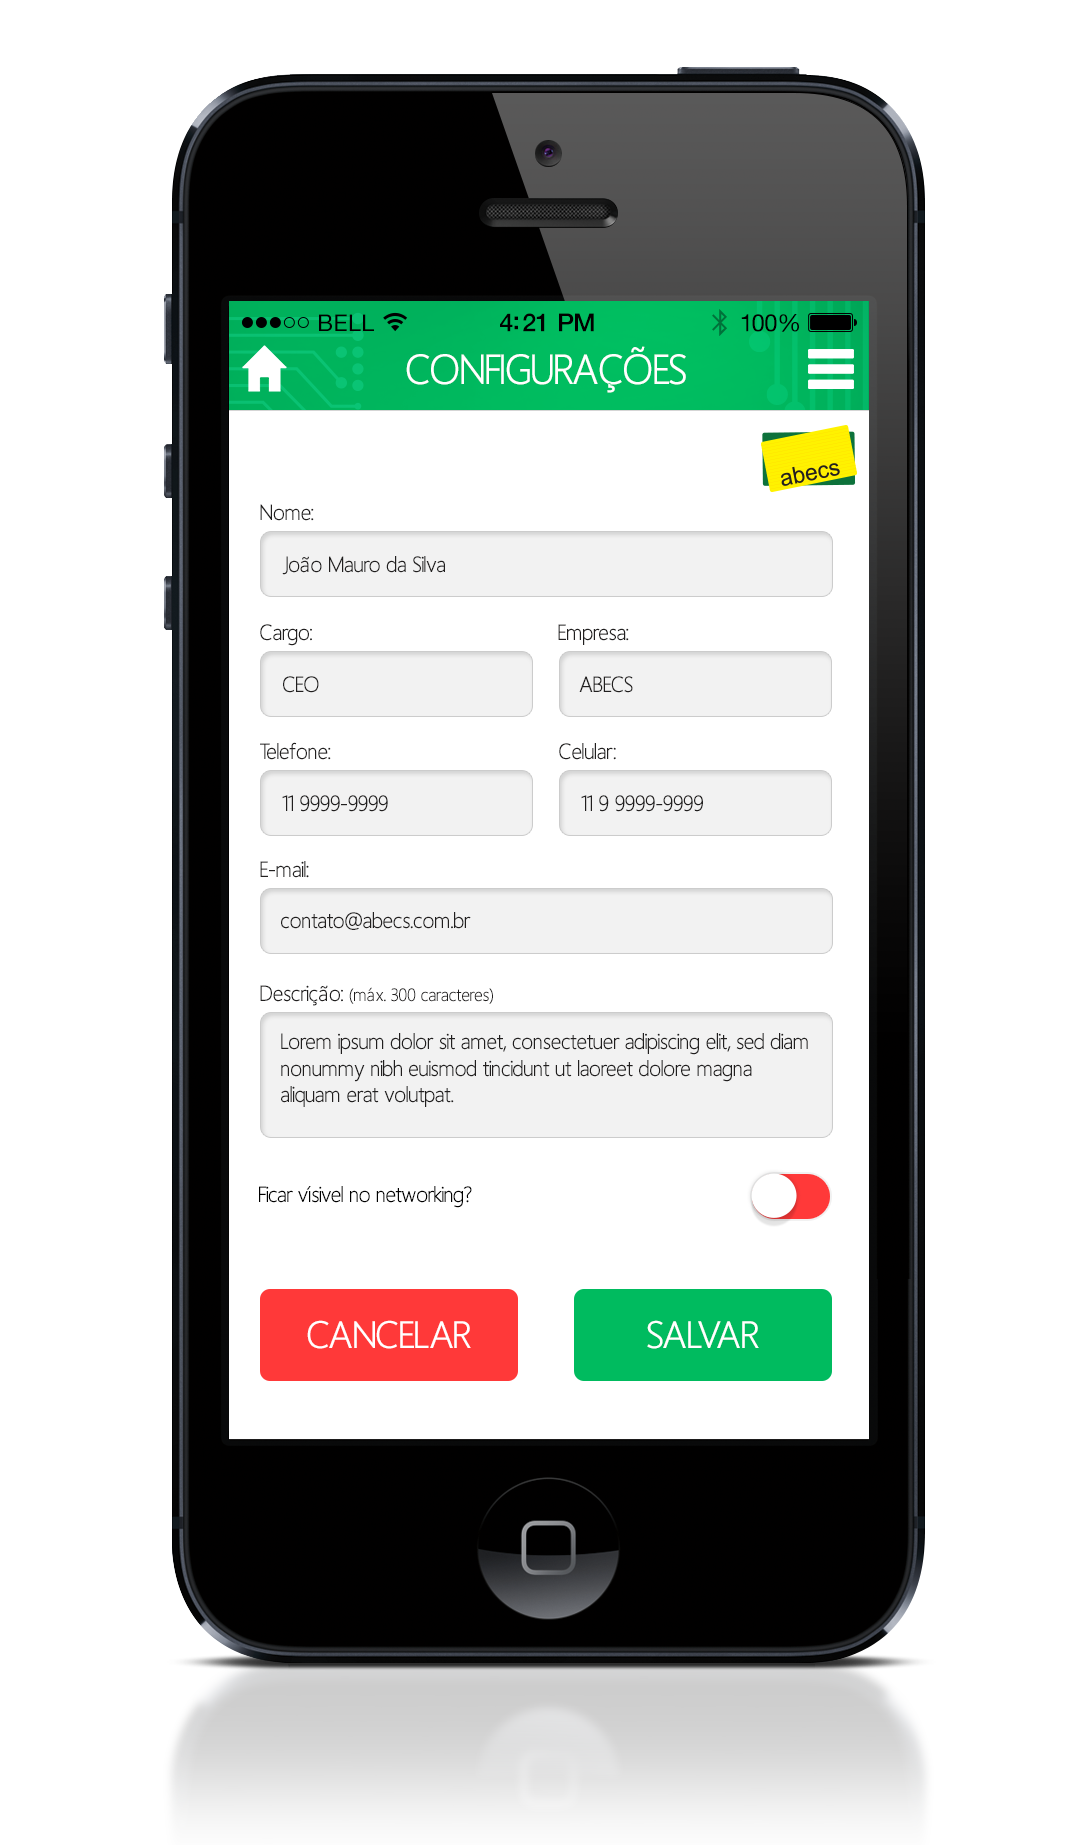 BELL 4:21 PM 100%
CONFIGURAÇÕES
abecs
Nome:
João Mauro da Silva
Cargo: Empresa:
CEO ABECS
Telefone: Celular:
11 9999-9999 11 9 9999-9999
E-mail:
contato@abecs.com.br
Descrição: (máx. 300 caracteres)
Lorem ipsum dolor sit amet, consectetuer adipiscing elit, sed diam
nonummy nibh euismod tincidunt ut laoreet dolore magna
aliquam erat volutpat.
Ficar vísivel no networking?
CANCELAR SALVAR